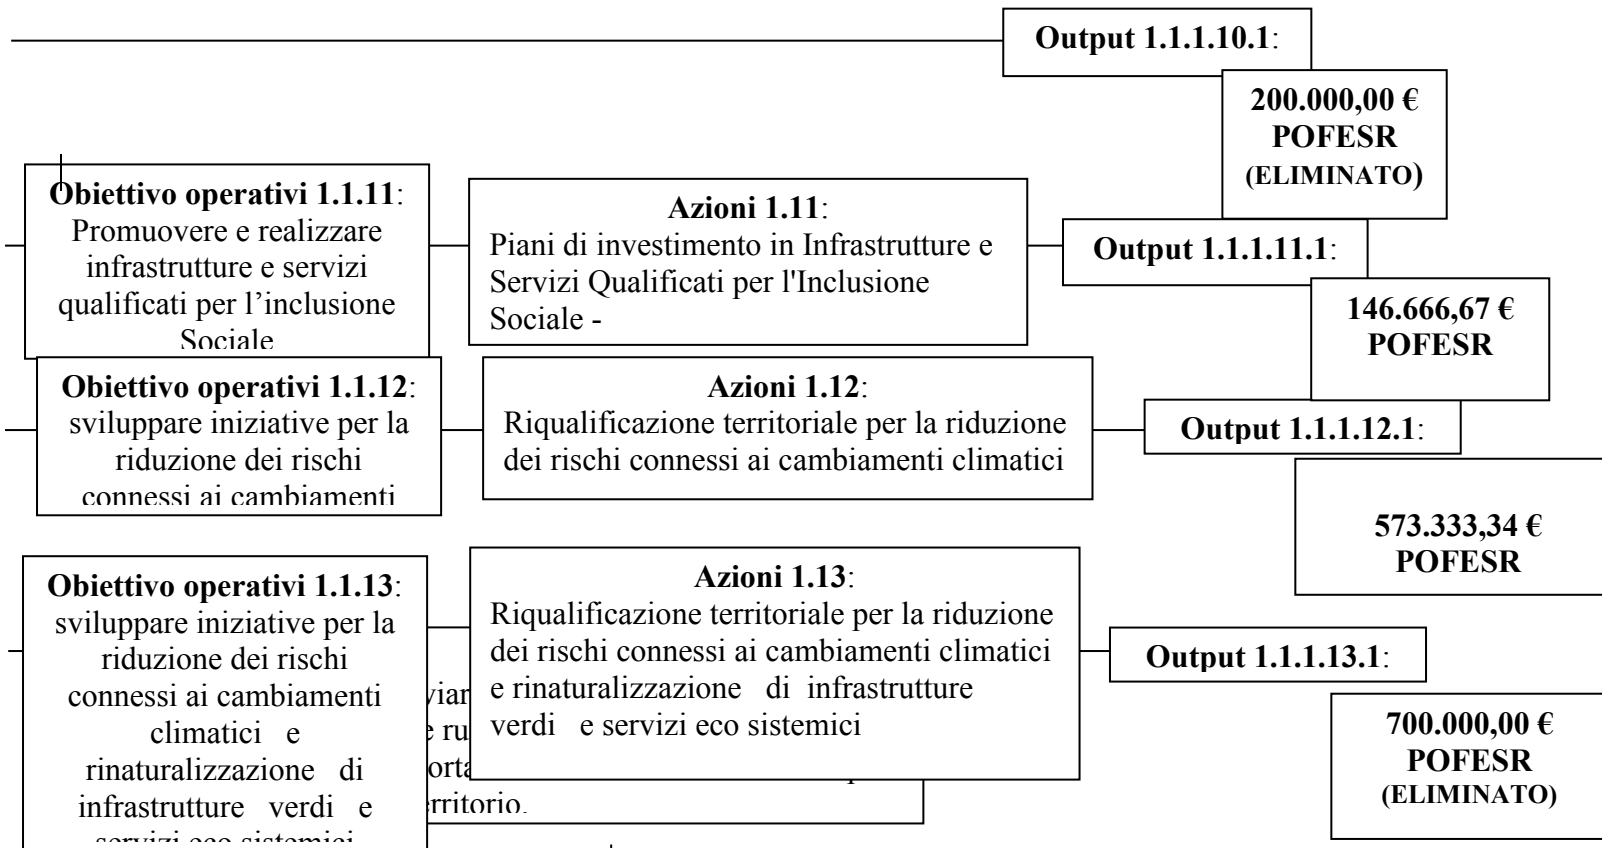 Output 1.1.1.10.1:
200.000,00 €
POFESR
(ELIMINATO)
Obiettivo operativi 1.1.11:
Promuovere e realizzare
infrastrutture e servizi
qualificati per l’inclusione
Sociale
Azioni 1.11:
Piani di investimento in Infrastrutture e
Servizi Qualificati per l'Inclusione
Sociale -
Output 1.1.1.11.1:
146.666,67 €
POFESR
Obiettivo operativi 1.1.12:
sviluppare iniziative per la
riduzione dei rischi
connessi ai cambiamenti
Azioni 1.12:
Riqualificazione territoriale per la riduzione
dei rischi connessi ai cambiamenti climatici
Output 1.1.1.12.1:
573.333,34 €
POFESR
Obiettivo operativi 1.1.13:
sviluppare iniziative per la
riduzione dei rischi
connessi ai cambiamenti
climatici e
rinaturalizzazione di
infrastrutture verdi e
servizi eco sistemici
Azioni 1.13:
Riqualificazione territoriale per la riduzione
dei rischi connessi ai cambiamenti climatici
e rinaturalizzazione di infrastrutture
verdi e servizi eco sistemici
Output 1.1.1.13.1:
700.000,00 €
POFESR
(ELIMINATO)